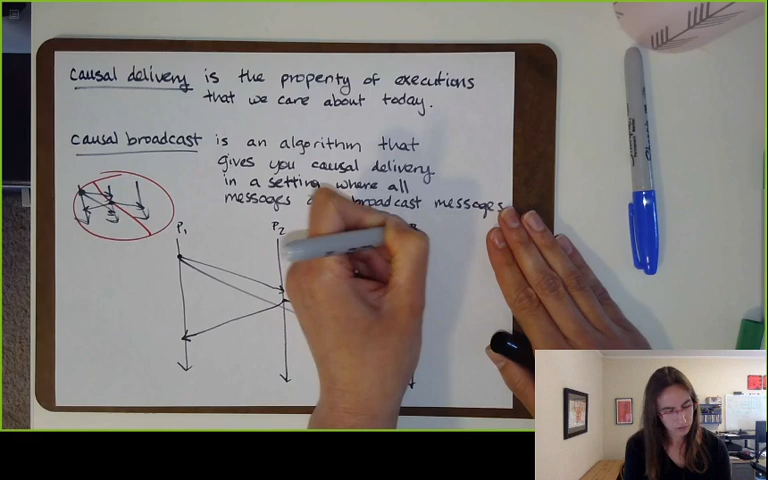 causal delivery is the property of executions
that we care about today.
causal broadcast is an algorithm that
gives you causal delivery
in a setting where all
messages broadcast messages
P1 P2